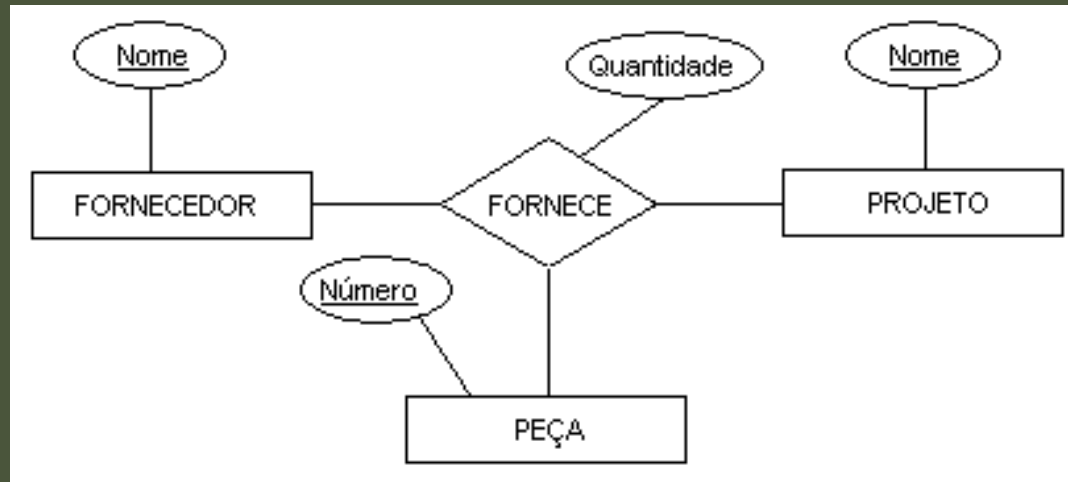 Nome
Quantidade
Nome
FORNECEDOR
FORNECE
PROJETO
Número
PEÇA